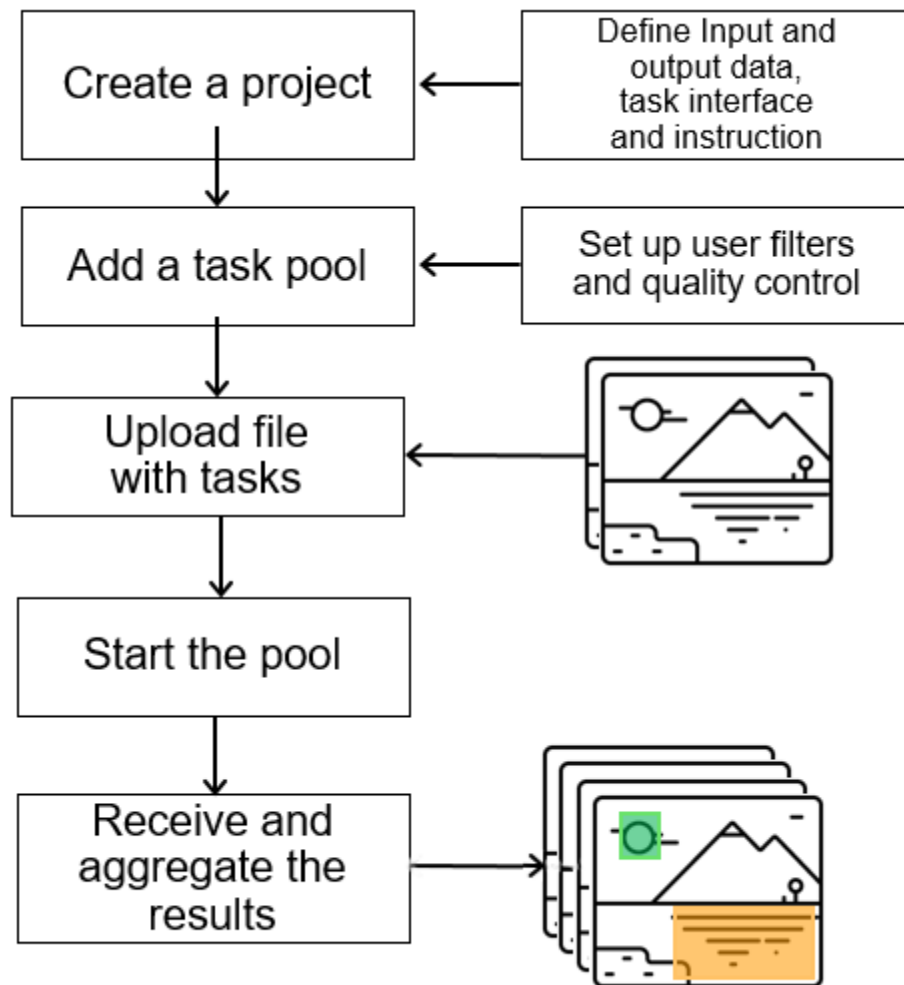 Create a project
Define Input and
output data,
task interface
and instruction
Add a task pool
Set up user filters
and quality control
Upload file
with tasks
Start the pool
Receive and
aggregate the
results